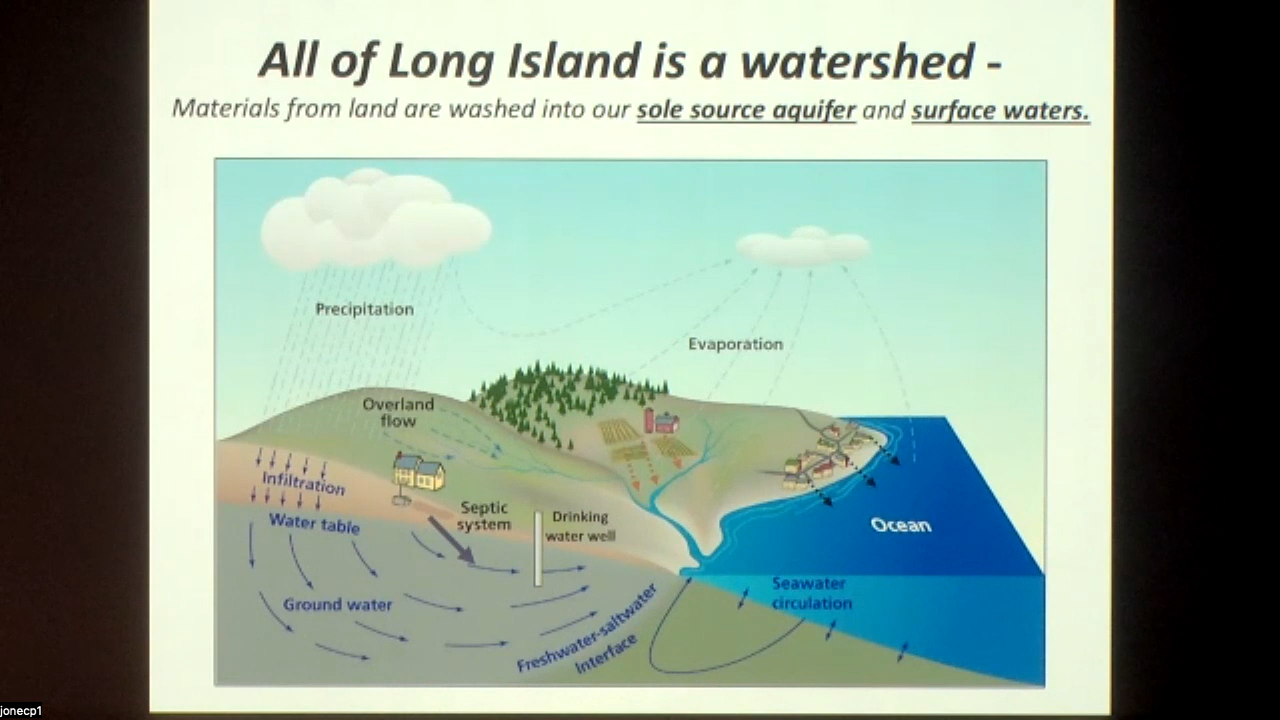 All of Long Island is a watershed -
Materials from land are washed into our sole source aquifer and surface waters.
Precipitation
Evaporation
Overland
flow
Infiltration
Water table
Septic
system
Drinking
water well
Ocean
Ground water
Seawater
circulation
Freshwater-saltwater
Interface
jonecp1